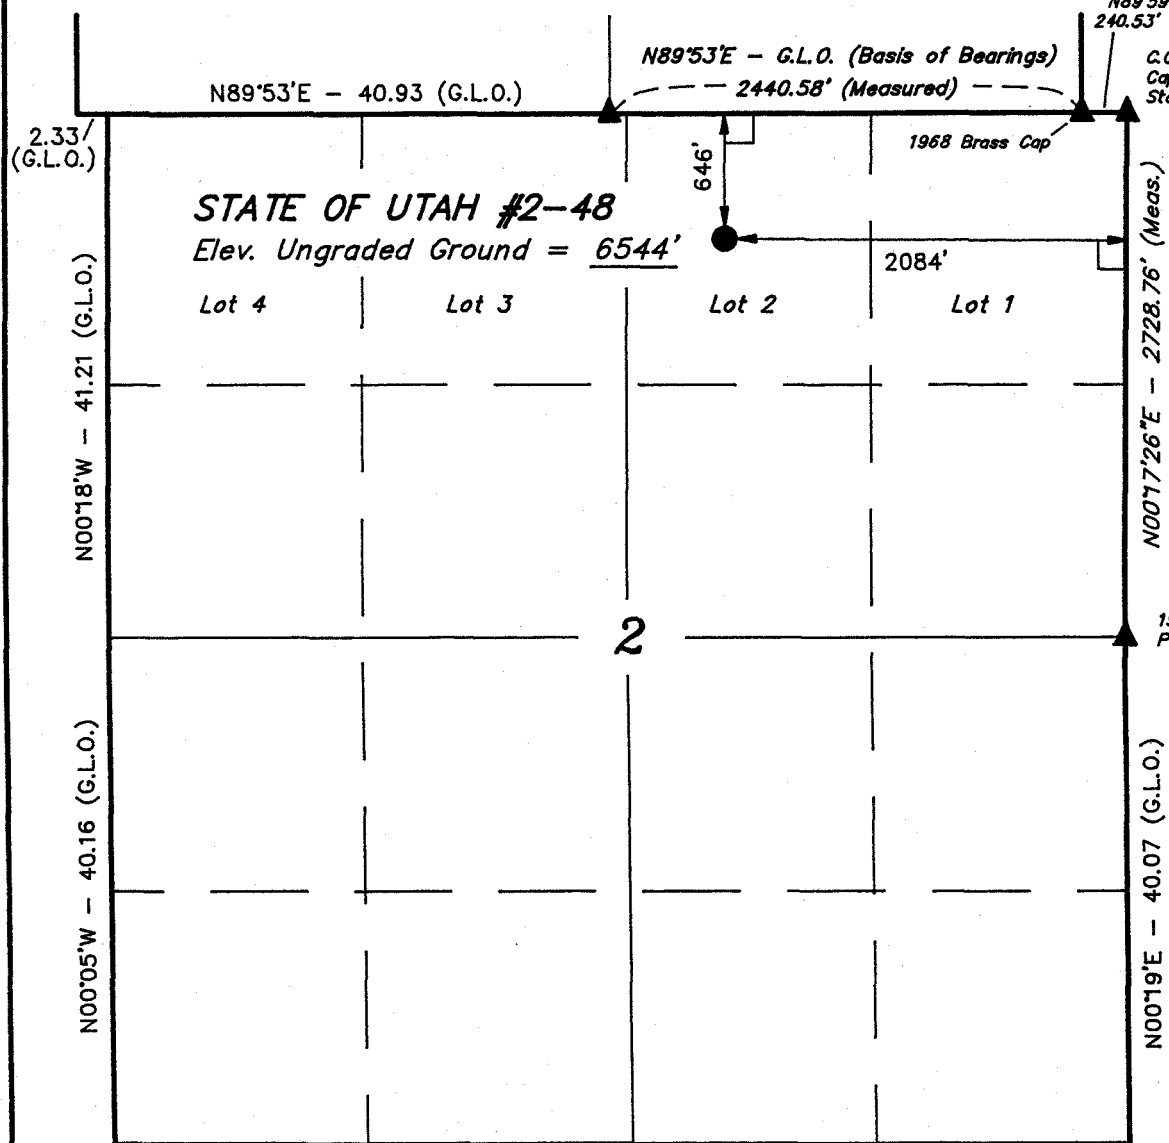 N89°59'
240.53'
N89°53'E - G.L.O. (Basis of Bearings)
2440.58' (Measured)
N89°53'E - 40.93 (G.L.O.)
Cap
1968 Brass Cap
2.33
(G.L.O.)
646'
STATE OF UTAH #2-48
Elev. Ungraded Ground = 6544'
2084'
Lot 4
Lot 3
Lot 2
Lot 1
N00°18'W - 41.21 (G.L.O.)
N00°17'26"E - 2728.76' (Meas.)
2
N00°05'W - 40.16 (G.L.O.)
N00°19'E - 40.07 (G.L.O.)